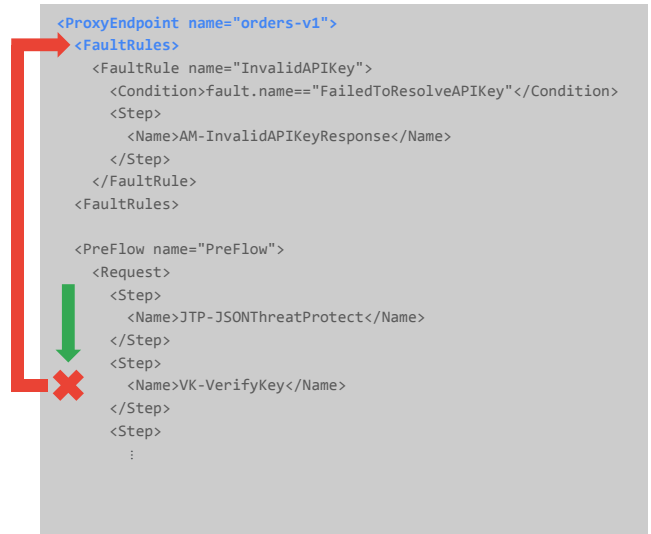 <ProxyEndpoint name="orders-v1">
<FaultRules>
<FaultRule name="InvalidAPIKey">
<Condition>fault.name=="FailedToResolveAPIKey"</Condition>
<Step>
<Name>AM-InvalidAPIKeyResponse</Name>
</Step>
</FaultRule>
<FaultRules>
<PreFlow name="PreFlow">
<Request>
<Step>
<Name>JTP-JSONThreatProtect</Name>
</Step>
<Step>
<Name>VK-VerifyKey</Name>
</Step>
<Step>
⋮